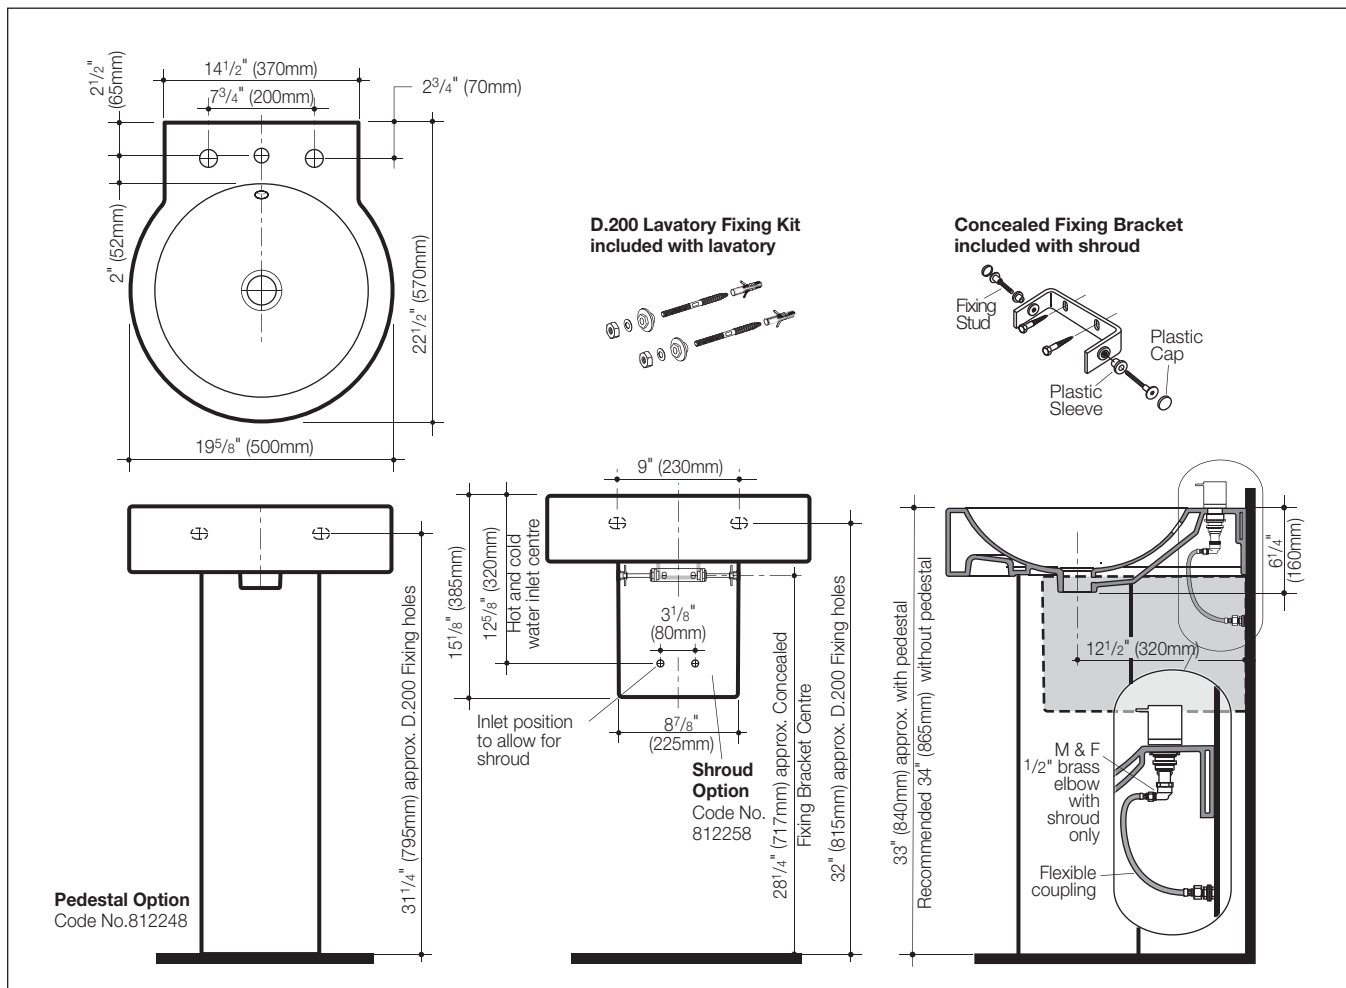 2 1/2"
(65mm)
14 1/2" (370mm)
7 3/4" (200mm)
2 3/4" (70mm)
2" (52mm)
22 1/2" (570mm)
19 5/8" (500mm)
D.200 Lavatory Fixing Kit
included with lavatory
Concealed Fixing Bracket
included with shroud
Fixing
Stud
Plastic
Cap
Plastic
Sleeve
31 1/4" (795mm) approx. D.200 Fixing holes
Pedestal Option
Code No.812248
9" (230mm)
15 1/8" (385mm)
12 5/8" (320mm)
Hot and cold
water inlet centre
3 1/8"
(80mm)
Inlet position
to allow for
shroud
8 7/8"
(225mm)
Shroud
Option
Code No.
812258
28 1/4" (717mm) approx. Concealed
Fixing Bracket Centre
32" (815mm) approx. D.200 Fixing holes
33" (840mm) approx. with pedestal
Recommended 34" (865mm) without pedestal
6 1/4"
(160mm)
12 1/2" (320mm)
M & F
1/2" brass
elbow
with
shroud
only
Flexible
coupling